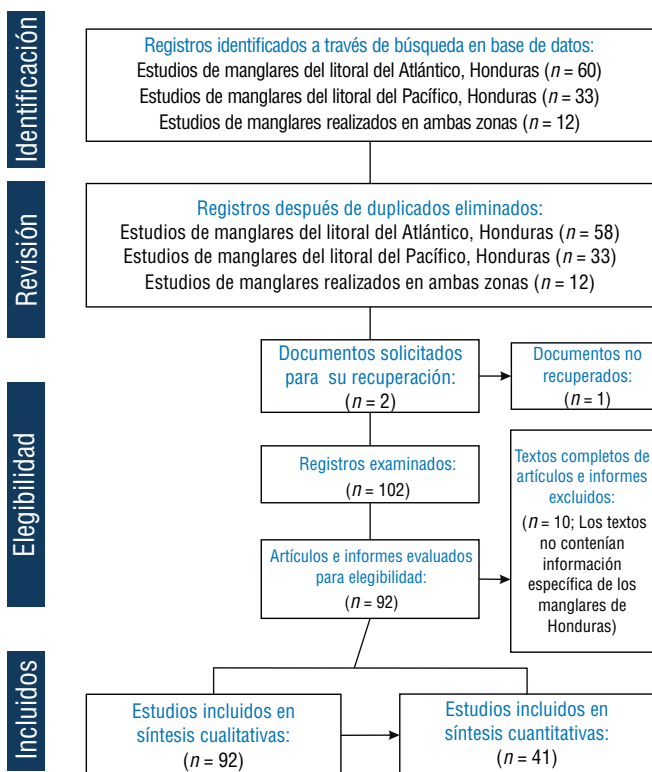 Identificación
Registros identificados a través de búsqueda en base de datos:
Estudios de manglares del litoral del Atlántico, Honduras (n = 60)
Estudios de manglares del litoral del Pacífico, Honduras (n = 33)
Estudios de manglares realizados en ambas zonas (n = 12)
Revisión
Registros después de duplicados eliminados:
Estudios de manglares del litoral del Atlántico, Honduras (n = 58)
Estudios de manglares del litoral del Pacífico, Honduras (n = 33)
Estudios de manglares realizados en ambas zonas (n = 12)
Elegibilidad
Documentos solicitados
para su recuperación:
(n = 2)
Documentos no
recuperados:
(n = 1)
Registros examinados:
(n = 102)
Textos completos de
artículos e informes
excluidos:
(n = 10; Los textos
no contenían
información
específica de los
manglares de
Honduras)
Artículos e informes evaluados
para elegibilidad:
(n = 92)
Incluidos
Estudios incluidos en
síntesis cualitativas:
(n = 92)
Estudios incluidos en
síntesis cuantitativas:
(n = 41)